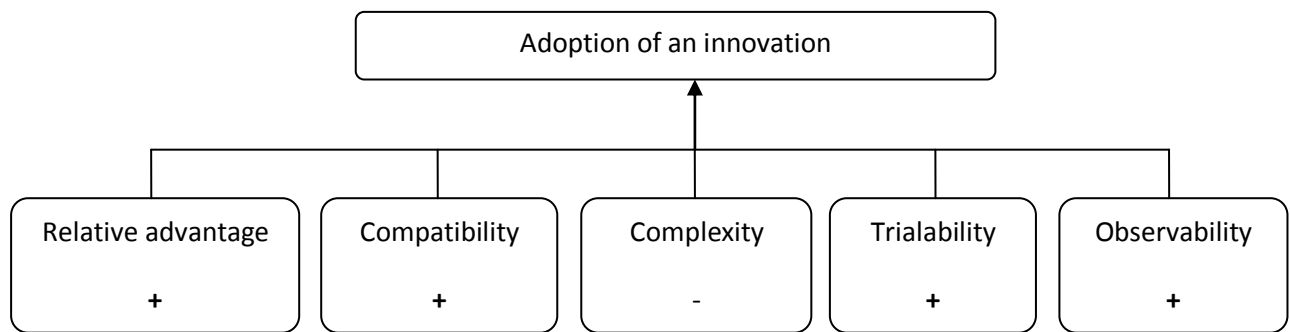 Adoption of an innovation
Relative advantage
+
Compatibility
+
Complexity
-
Trialability
+
Observability
+